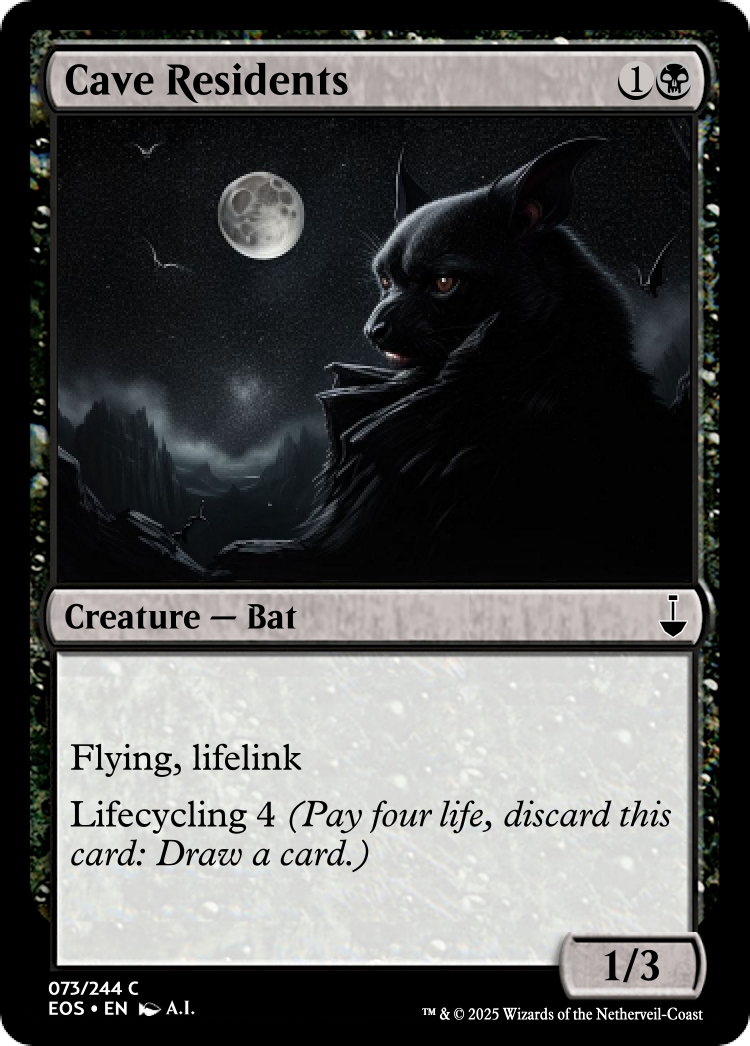 Cave Residents 1
Creature — Bat
Flying, lifelink
Lifecycling 4 (Pay four life, discard this
card: Draw a card.)
1/3
073/244 C
EOS • EN A.I.
™ & © 2025 Wizards of the Netherveil-Coast